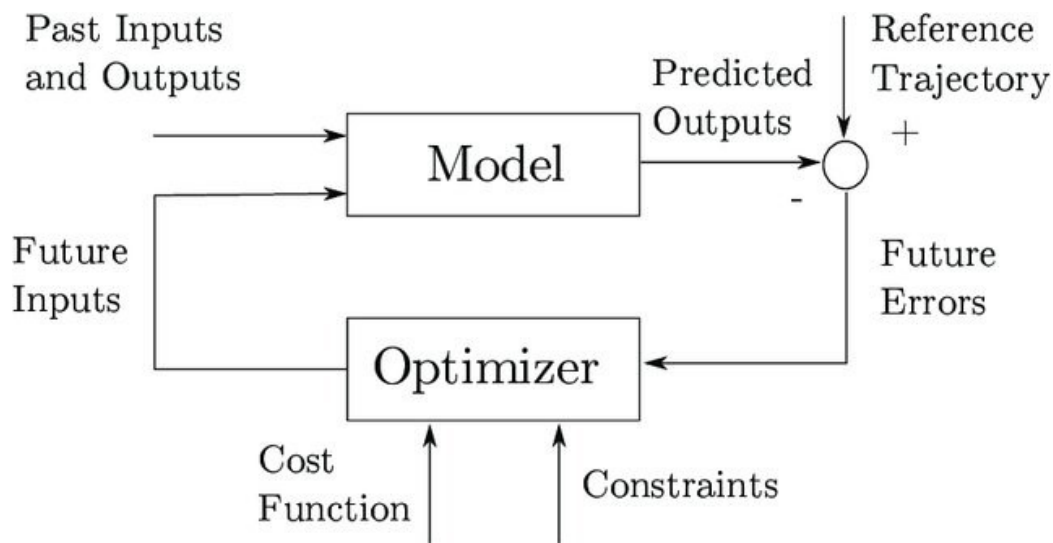 Past Inputs
and Outputs
Reference
Trajectory
Predicted
Outputs
+
Model
-
Future
Inputs
Future
Errors
Optimizer
Cost
Function
Constraints